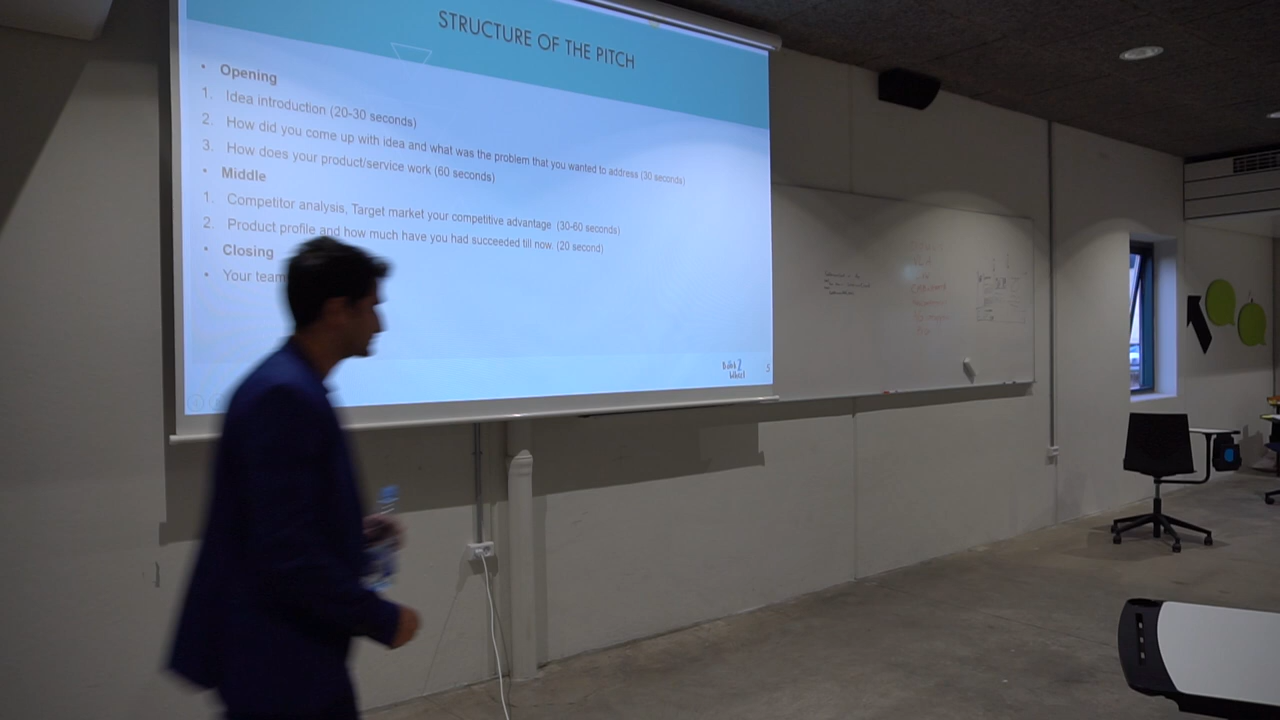 STRUCTURE OF THE PITCH
• Opening
1. Idea introduction (20-30 seconds)
2. How did you come up with idea and what was the problem that you wanted to address (30 seconds)
3. How does your product/service work (60 seconds)
• Middle
1. Competitor analysis, Target market your competitive advantage (30-60 seconds)
2. Product profile and how much have you had succeeded till now. (20 second)
• Closing
• Your team
2
Wheel
5